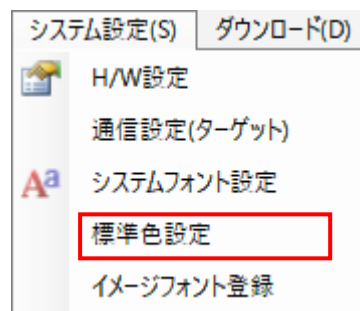 システム設定(S) ダウンロード(D)
H/W設定
通信設定(ターゲット)
システムフォント設定
標準色設定
イメージフォント登録